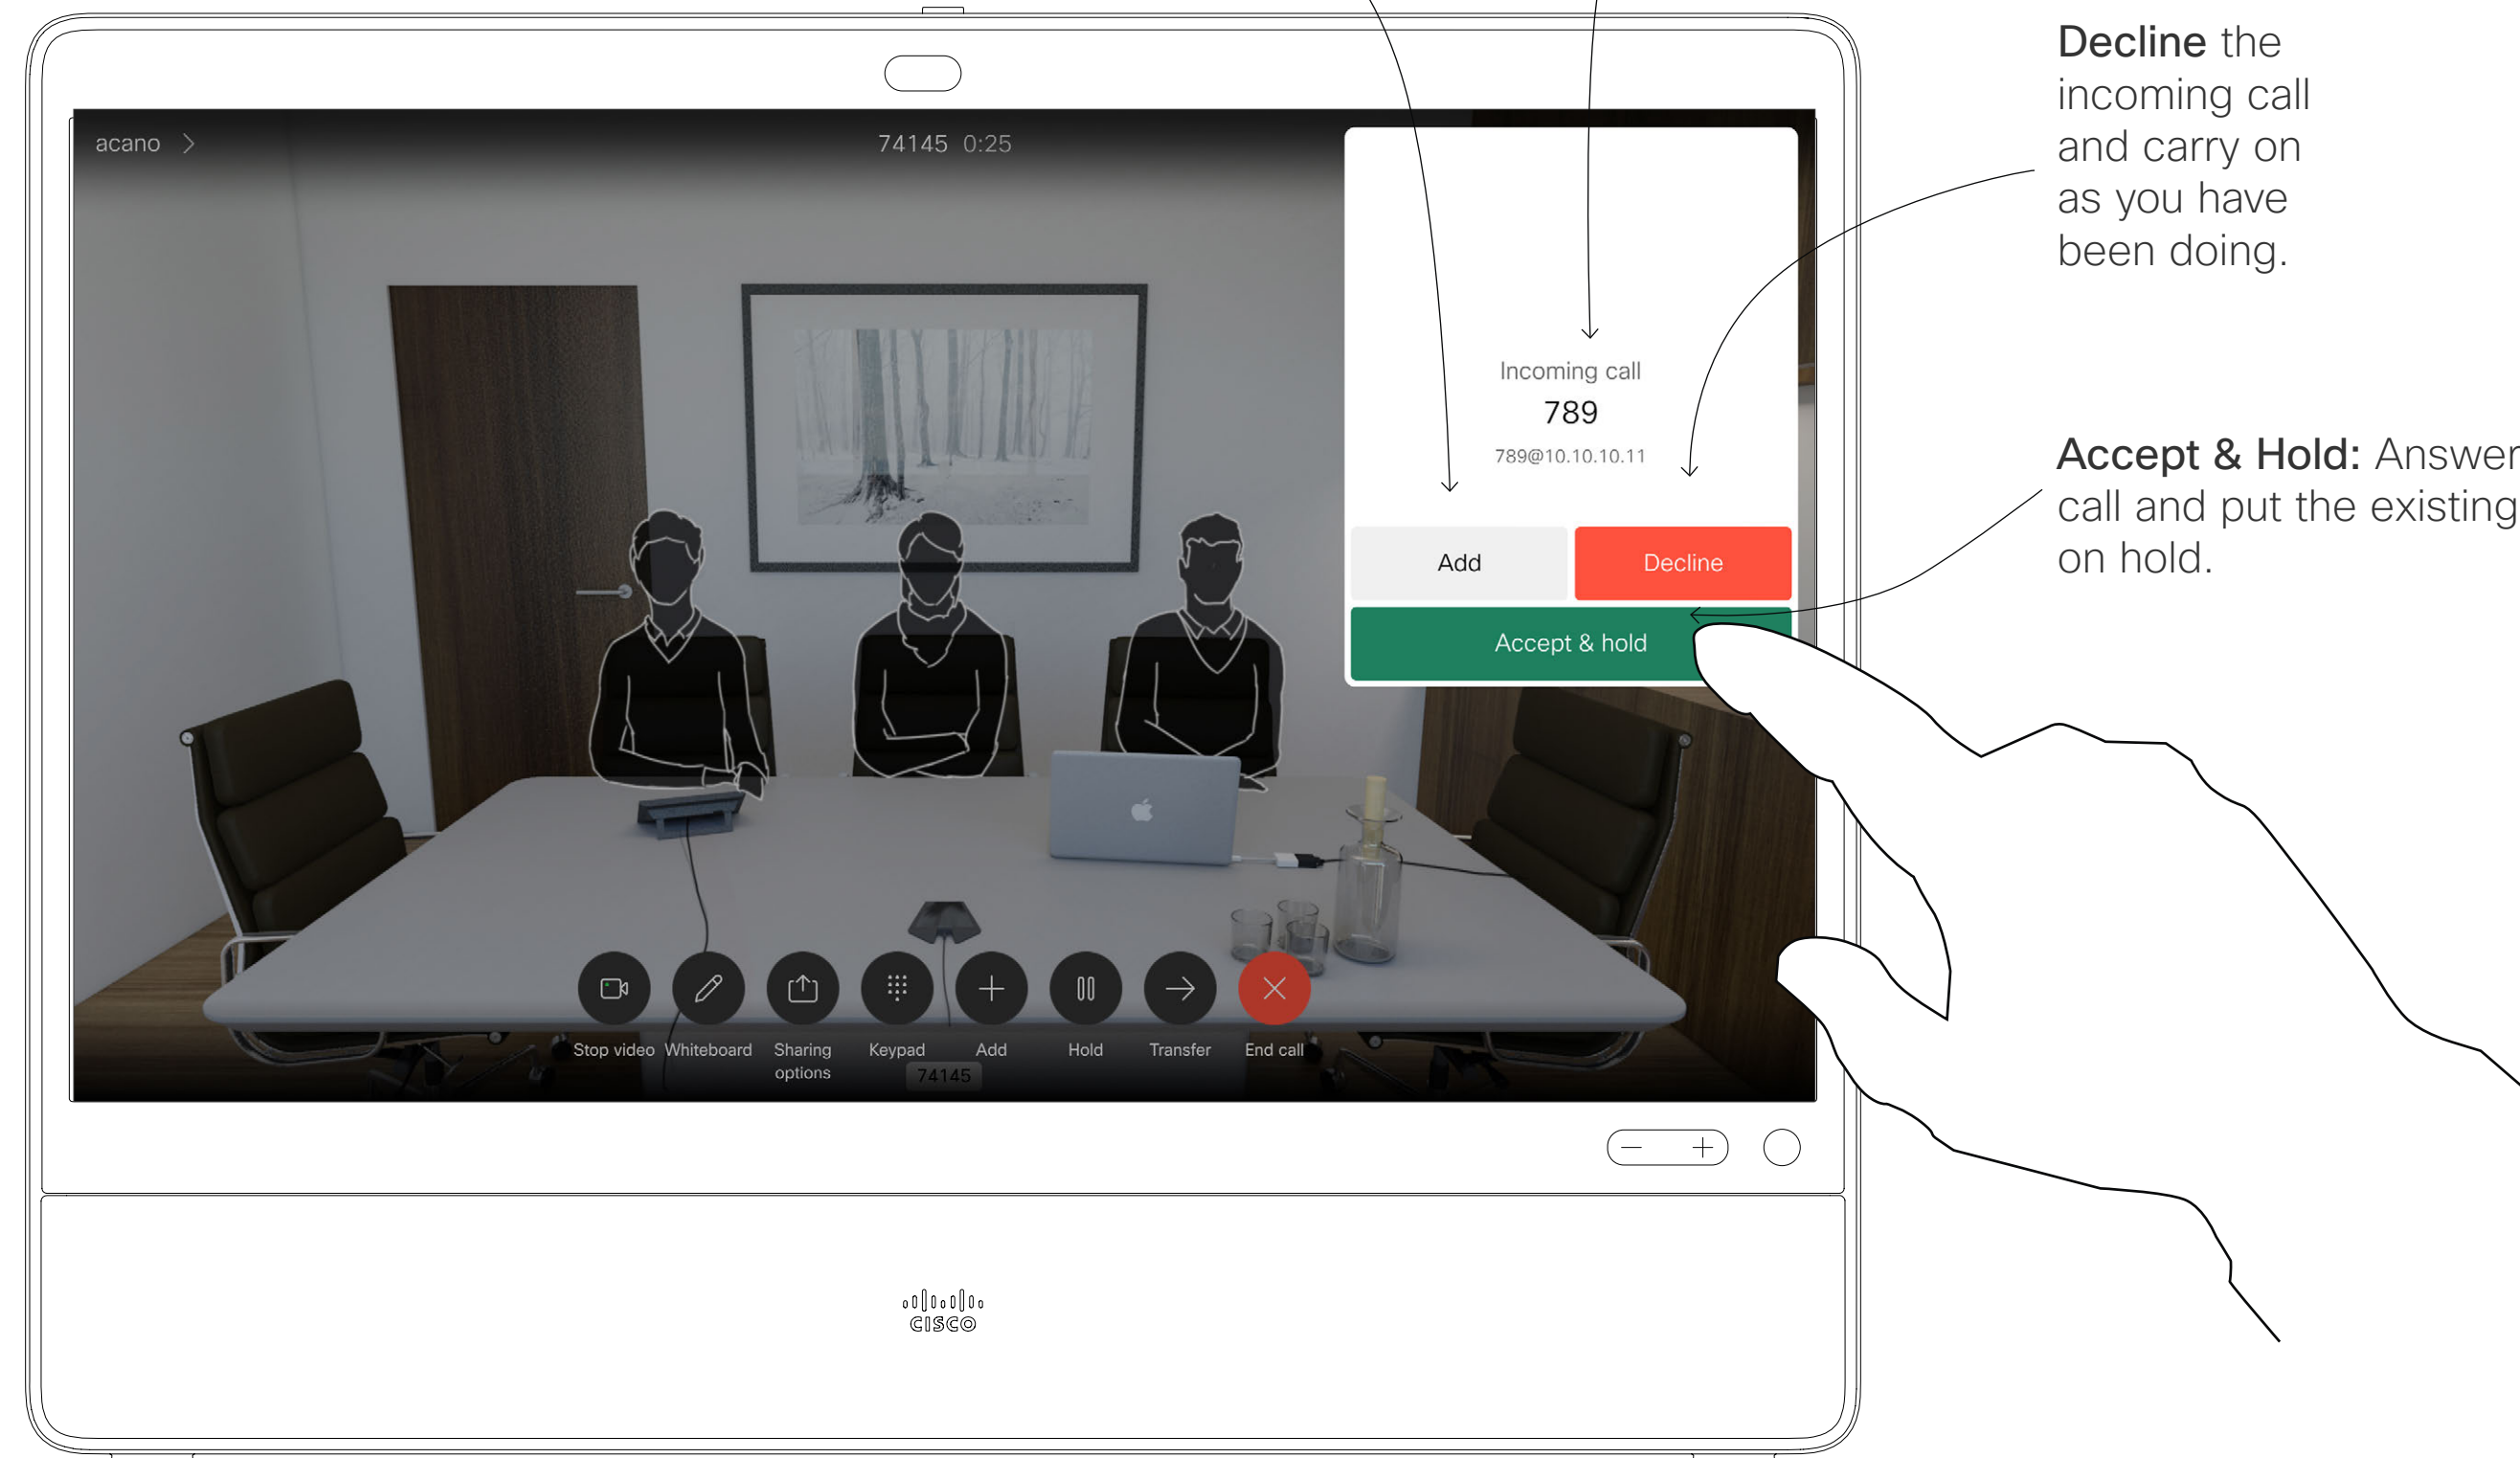 Decline the
incoming call
and carry on
as you have
been doing.
acano
74145 0:25
Incoming call
789
789@10.10.10.11
Accept & Hold: Answer
call and put the existing
on hold.
Add
Decline
Accept & hold
Stop video
Whiteboard
Sharing
options
Keypad
Add
Hold
Transfer
End call
74145
CISCO